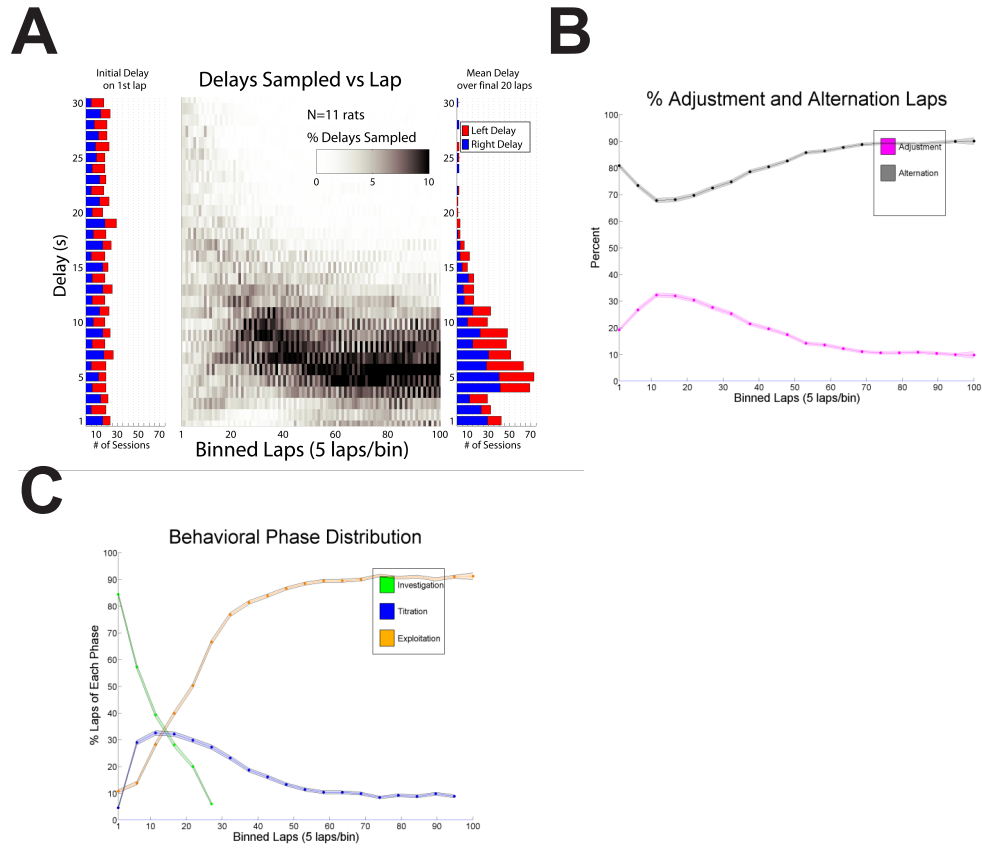 A
Initial Delay
on 1st lap
Delays Sampled vs Lap
Mean Delay
over final 20 laps
N=11 rats
% Delays Sampled
0 5 10
Left Delay
Right Delay
Delay (s)
30
25
20
15
10
5
1
10 30 50 70
# of Sessions
1 20 40 60 80 100
Binned Laps (5 laps/bin)
30
25
20
15
10
5
1
10 30 50 70
# of Sessions
B
% Adjustment and Alternation Laps
Adjustment
Alternation
Percent
100
90
80
70
60
50
40
30
20
10
0
1 10 20 30 40 50 60 70 80 90 100
Binned Laps (5 laps/bin)
C
Behavioral Phase Distribution
Investigation
Titration
Exploitation
% Laps of Each Phase
100
90
80
70
60
50
40
30
20
10
0
1 10 20 30 40 50 60 70 80 90 100
Binned Laps (5 laps/bin)